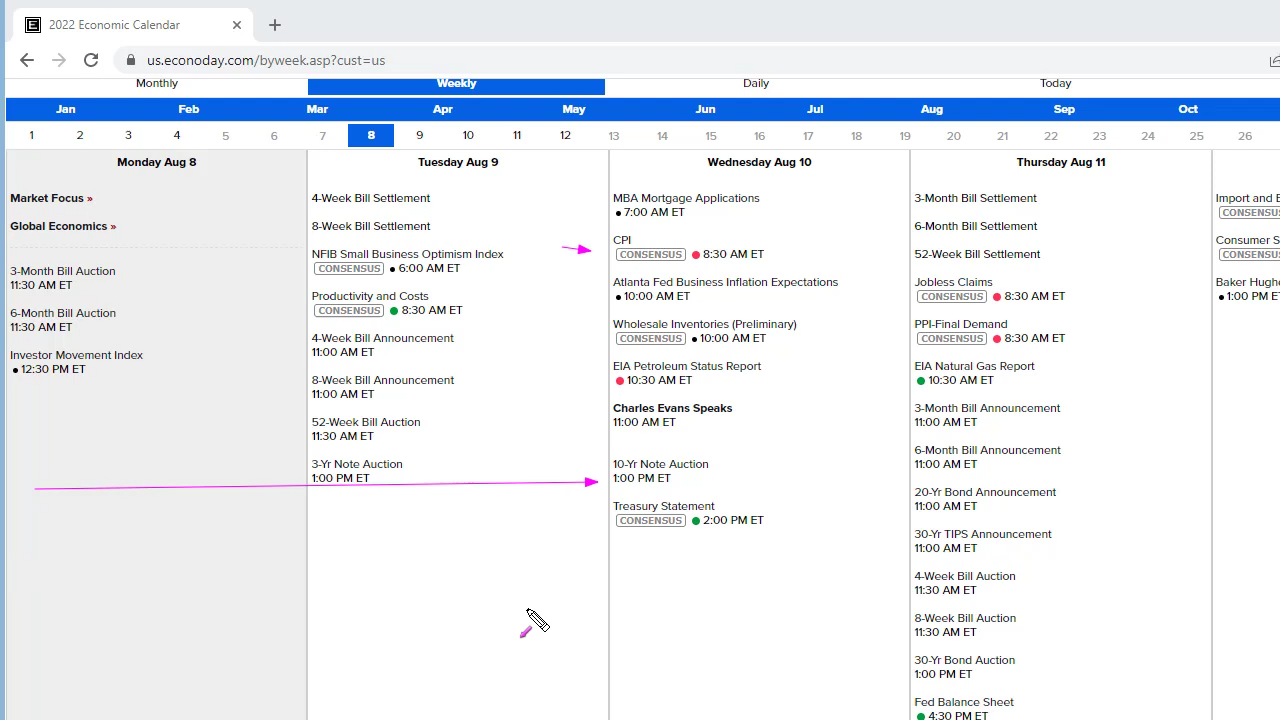 2022 Economic Calendar
us.econoday.com/byweek.asp?cust=us
Monthly Weekly Daily Today
Jan Feb Mar Apr May Jun Jul Aug Sep Oct
1 2 3 4 5 6 7 8 9 10 11 12 13 14 15 16 17 18 19 20 21 22 23 24 25 26
Monday Aug 8
Market Focus »
Global Economics »
3-Month Bill Auction
11:30 AM ET
6-Month Bill Auction
11:30 AM ET
Investor Movement Index
12:30 PM ET
Tuesday Aug 9
4-Week Bill Settlement
8-Week Bill Settlement
NFIB Small Business Optimism Index
CONSENSUS 6:00 AM ET
Productivity and Costs
CONSENSUS 8:30 AM ET
4-Week Bill Announcement
11:00 AM ET
8-Week Bill Announcement
11:00 AM ET
52-Week Bill Auction
11:30 AM ET
3-Yr Note Auction
1:00 PM ET
Wednesday Aug 10
MBA Mortgage Applications
7:00 AM ET
CPI
CONSENSUS 8:30 AM ET
Atlanta Fed Business Inflation Expectations
10:00 AM ET
Wholesale Inventories (Preliminary)
CONSENSUS 10:00 AM ET
EIA Petroleum Status Report
10:30 AM ET
Charles Evans Speaks
11:00 AM ET
10-Yr Note Auction
1:00 PM ET
Treasury Statement
CONSENSUS 2:00 PM ET
Thursday Aug 11
3-Month Bill Settlement
6-Month Bill Settlement
52-Week Bill Settlement
Jobless Claims
CONSENSUS 8:30 AM ET
PPI-Final Demand
CONSENSUS 8:30 AM ET
EIA Natural Gas Report
10:30 AM ET
3-Month Bill Announcement
11:00 AM ET
6-Month Bill Announcement
11:00 AM ET
20-Yr Bond Announcement
11:00 AM ET
30-Yr TIPS Announcement
11:00 AM ET
4-Week Bill Auction
11:30 AM ET
8-Week Bill Auction
11:30 AM ET
30-Yr Bond Auction
1:00 PM ET
Fed Balance Sheet
4:30 PM ET
Import and E
CONSENSU
Consumer S
CONSENSU
Baker Hughe
1:00 PM E